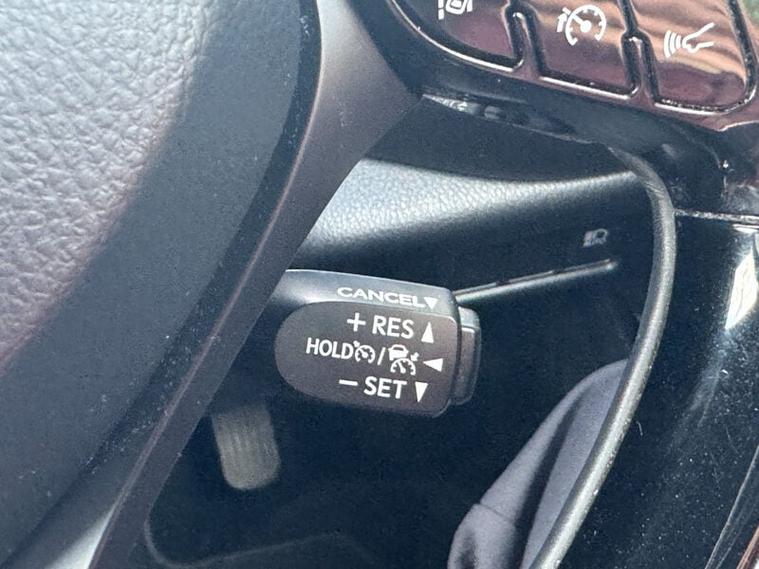 CANCEL▼
+ RES ▲
HOLD / ◀
− SET ▼